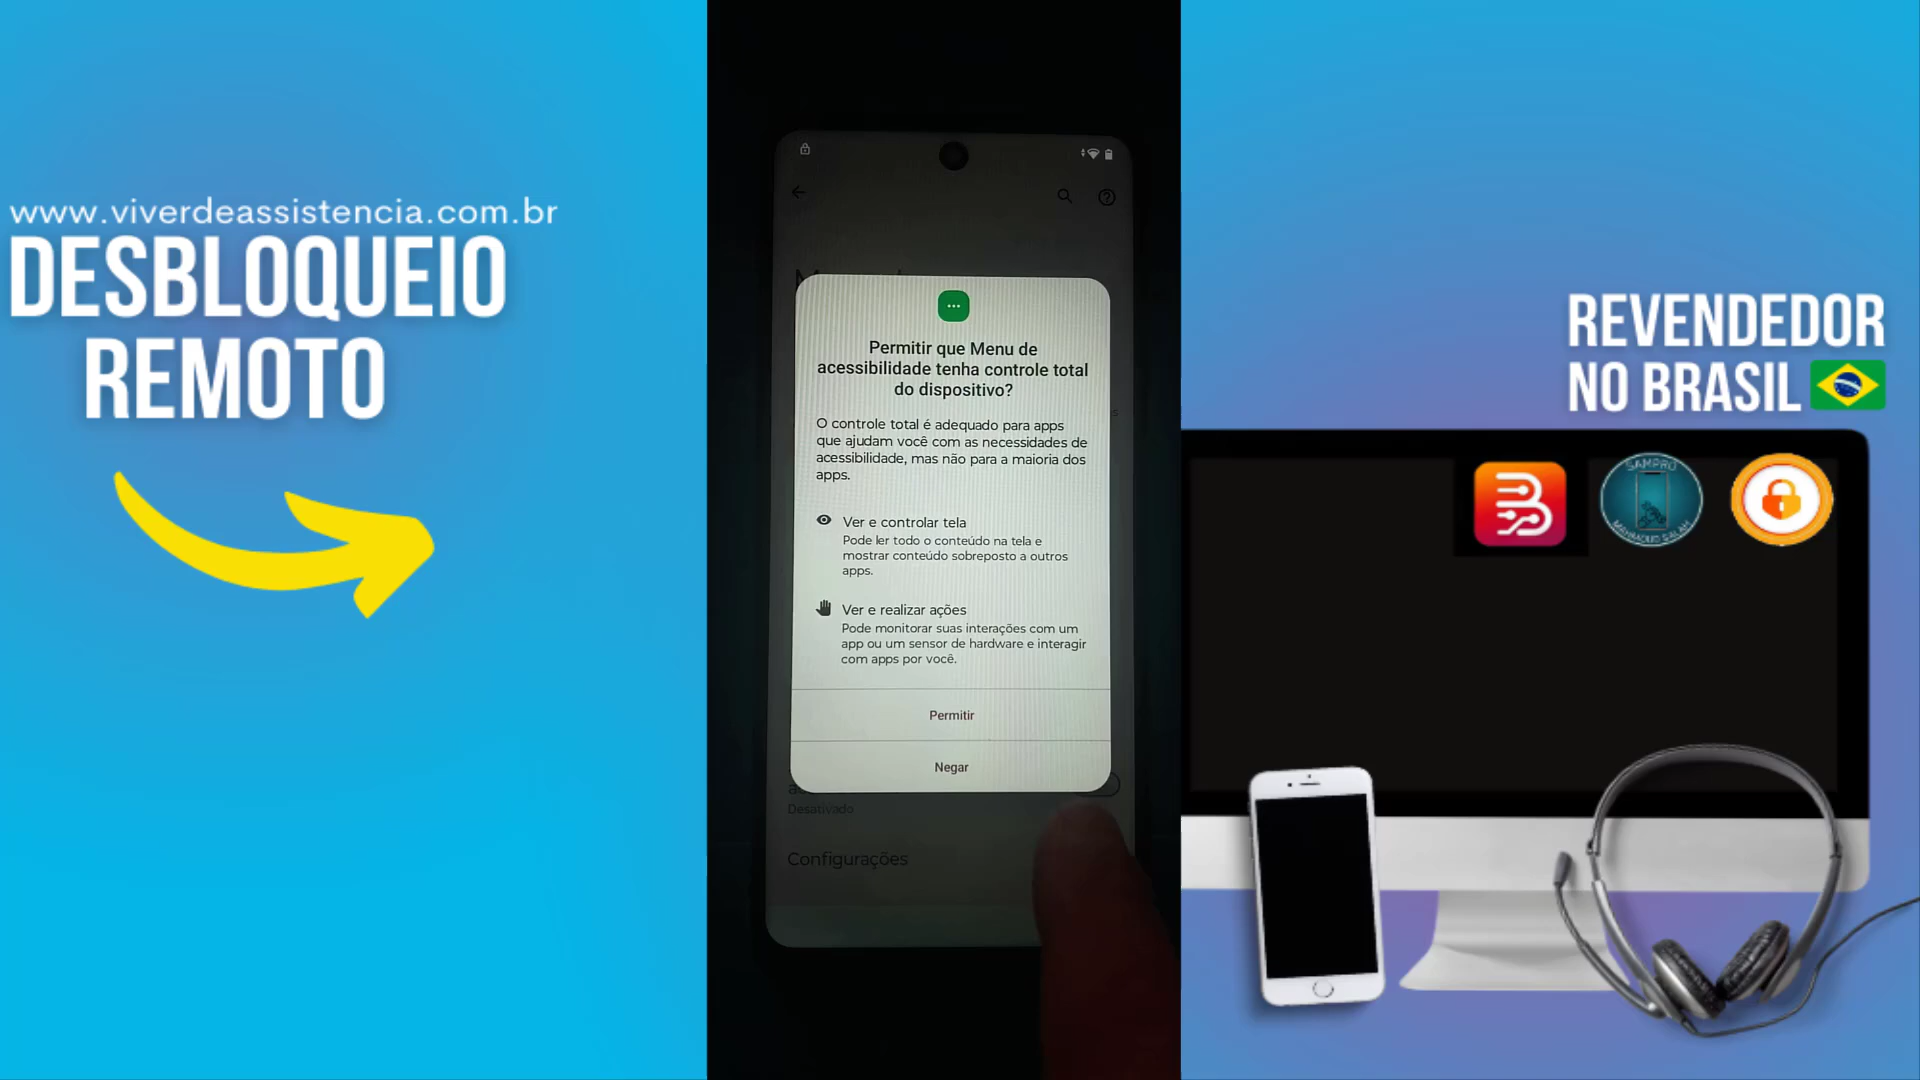 www.viverdeassistencia.com.br
DESBLOQUEIO
REMOTO
Permitir que Menu de
acessibilidade tenha controle total
do dispositivo?
O controle total é adequado para apps
que ajudam você com as necessidades de
acessibilidade, mas não para a maioria dos
apps.
Ver e controlar tela
Pode ler todo o conteúdo na tela e
mostrar conteúdo sobreposto a outros
apps.
Ver e realizar ações
Pode monitorar suas interações com um
app ou um sensor de hardware e interagir
com apps por você.
Permitir
Negar
Desativado
Configurações
REVENDEDOR
NO BRASIL
SAMPRO
MAHMOUD SALAH